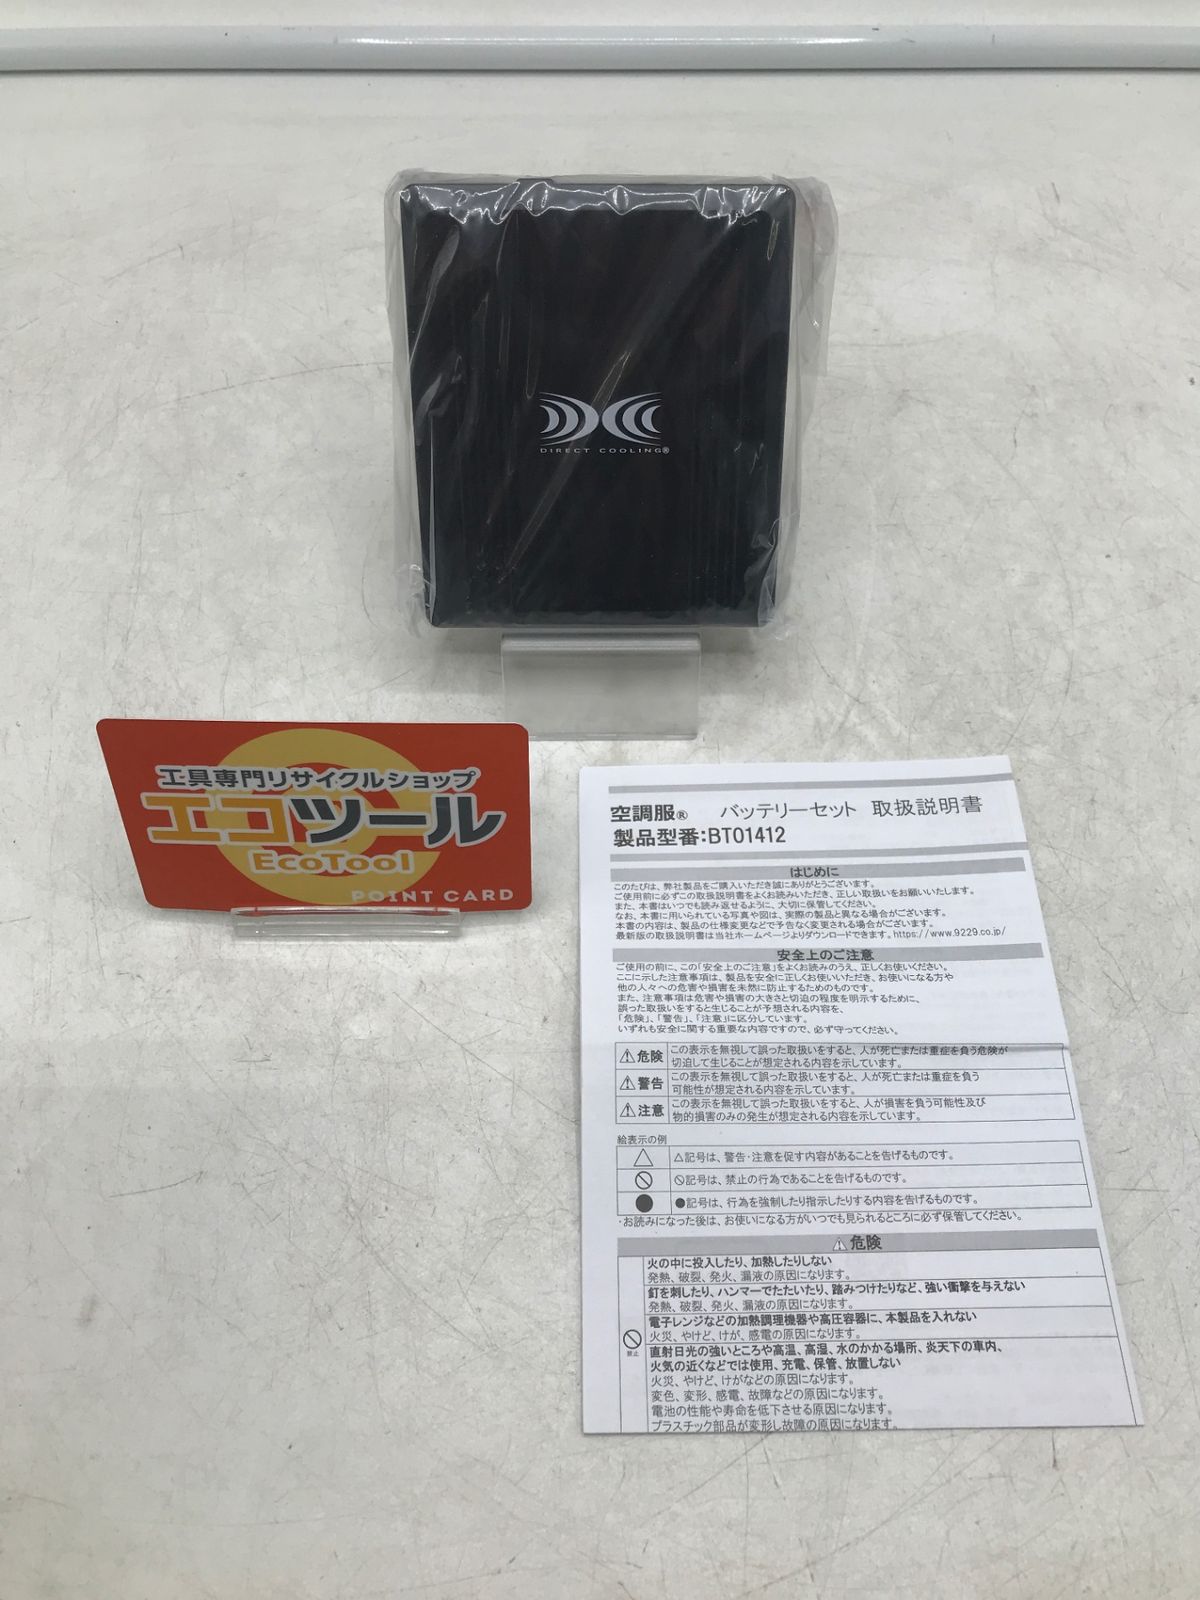 DIRECT COOLING®
工具専門リサイクルショップ
エコツール
EcoTool
POINT CARD
空調服® バッテリーセット 取扱説明書
製品型番:BT01412
はじめに
このたびは、弊社製品をご購入いただき誠にありがとうございます。
ご使用前に必ずこの取扱説明書をよくお読みいただき、正しい取扱いをお願いいたします。
また、本書はいつでも読み返せるように、大切に保管してください。
なお、本書に用いられている写真や図は、実際の製品と異なる場合がございます。
本書の内容は、製品の仕様変更などで予告なく変更される場合がございます。
最新版の取扱説明書は当社ホームページよりダウンロードできます。https://www.9229.co.jp/
安全上のご注意
ご使用の前に、この「安全上のご注意」をよくお読みのうえ、正しくお使いください。
ここに示した注意事項は、製品を安全に正しくお使いいただき、お使いになる方や
他の人々への危害や損害を未然に防止するためのものです。
また、注意事項は危害や損害の大きさと切迫の程度を明示するために、
誤った取扱いをすると生じることが予想される内容を、
「危険」、「警告」、「注意」に区分しています。
いずれも安全に関する重要な内容ですので、必ず守ってください。
⚠危険 この表示を無視して誤った取扱いをすると、人が死亡または重症を負う危険が
切迫して生じることが想定される内容を示しています。
⚠警告 この表示を無視して誤った取扱いをすると、人が死亡または重症を負う
可能性が想定される内容を示しています。
⚠注意 この表示を無視して誤った取扱いをすると、人が損害を負う可能性及び
物的損害のみの発生が想定される内容を示しています。
絵表示の例
△記号は、警告・注意を促す内容があることを告げるものです。
🛇記号は、禁止の行為であることを告げるものです。
●記号は、行為を強制したり指示したりする内容を告げるものです。
・お読みになった後は、お使いになる方がいつでも見られるところに必ず保管してください。
⚠危険
火の中に投入したり、加熱したりしない
発熱、破裂、発火、漏液の原因になります。
釘を刺したり、ハンマーでたたいたり、踏みつけたりなど、強い衝撃を与えない
発熱、破裂、発火、漏液の原因になります。
電子レンジなどの加熱調理機器や高圧容器に、本製品を入れない
火災、やけど、けが、感電の原因になります。
禁止
直射日光の強いところや高温、高湿、水のかかる場所、炎天下の車内、
火気の近くなどでは使用、充電、保管、放置しない
火災、やけど、けがなどの原因になります。
変色、変形、感電、故障などの原因になります。
電池の性能や寿命を低下させる原因になります。
プラスチック部品が変形し故障の原因になります。